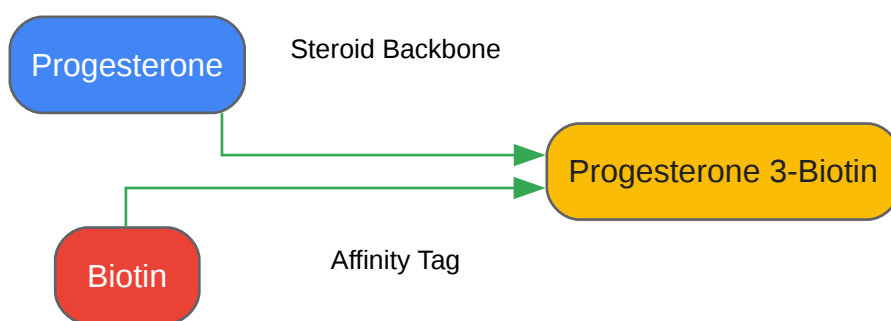 Steroid Backbone
Progesterone
Progesterone 3-Biotin
Affinity Tag
Biotin